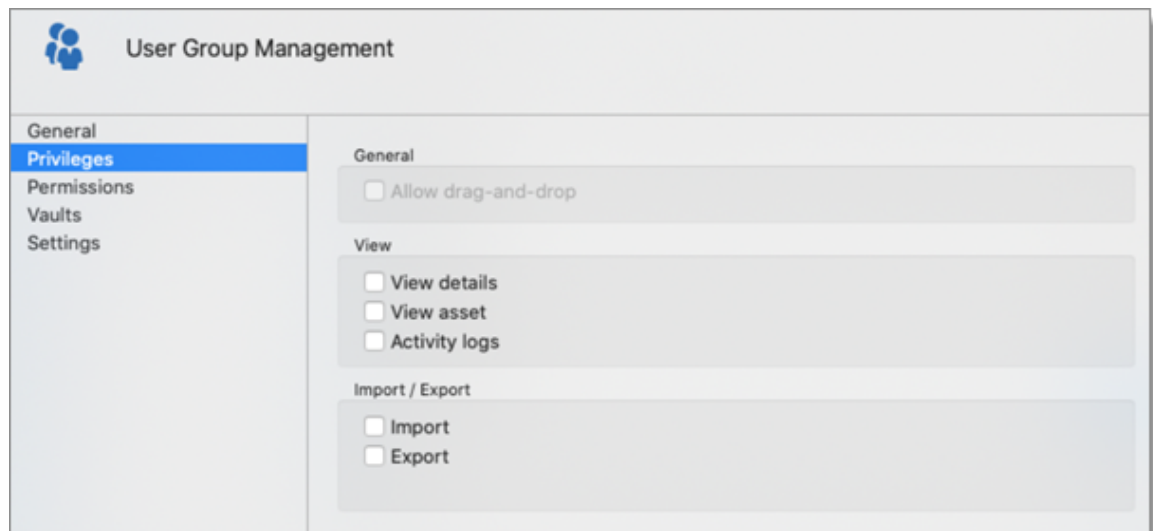 User Group Management
General
Privileges
Permissions
Vaults
Settings
General
Allow drag-and-drop
View
View details
View asset
Activity logs
Import / Export
Import
Export